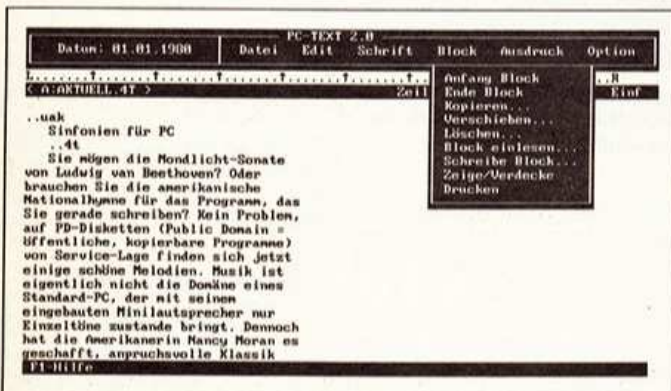 PC-TEXT 2.0
Datum: 01.01.1980 Datei Edit Schrift Block Ausdruck Option
L.......↑.......↑.......↑.......↑.......↑.. ..R
< A:AKTUELL.4T > Zeil Einf
Anfang Block
Ende Block
Kopieren...
Verschieben...
Löschen...
Block einlesen...
Schreibe Block...
Zeige/Verdecke
Drucken
..uak
Sinfonien für PC
..4t
Sie mögen die Mondlicht-Sonate
von Ludwig van Beethoven? Oder
brauchen Sie die amerikanische
Nationalhymne für das Programm, das
Sie gerade schreiben? Kein Problem,
auf PD-Disketten (Public Domain =
öffentliche, kopierbare Programme)
von Service-Lage finden sich jetzt
einige schöne Melodien. Musik ist
eigentlich nicht die Domäne eines
Standard-PC, der mit seinem
eingebauten Minilautsprecher nur
Einzeltöne zustande bringt. Dennoch
hat die Amerikanerin Nancy Moran es
geschafft, anpruchsvolle Klassik
F1-Hilfe